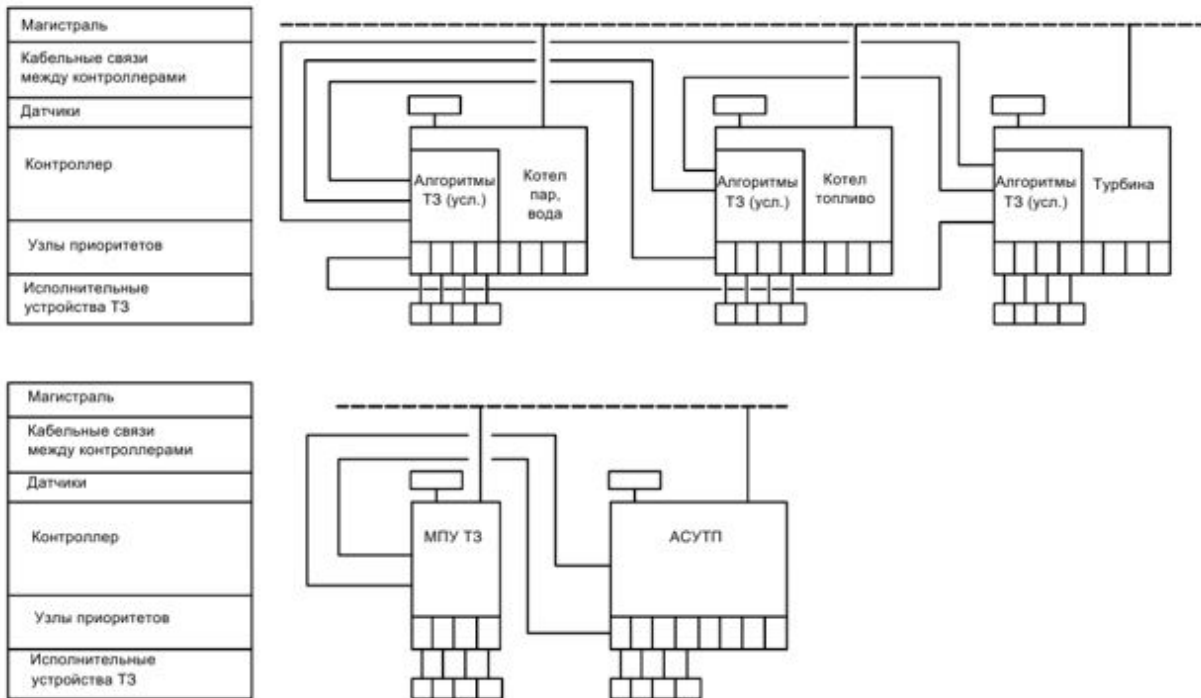 Магистраль
Кабельные связи
между контроллерами
Датчики
Контроллер
Узлы приоритетов
Исполнительные
устройства ТЗ
Алгоритмы
ТЗ (усл.)
Котел
пар,
вода
Алгоритмы
ТЗ (усл.)
Котел
топливо
Алгоритмы
ТЗ (усл.)
Турбина
Магистраль
Кабельные связи
между контроллерами
Датчики
Контроллер
Узлы приоритетов
Исполнительные
устройства ТЗ
МПУ ТЗ
АСУТП